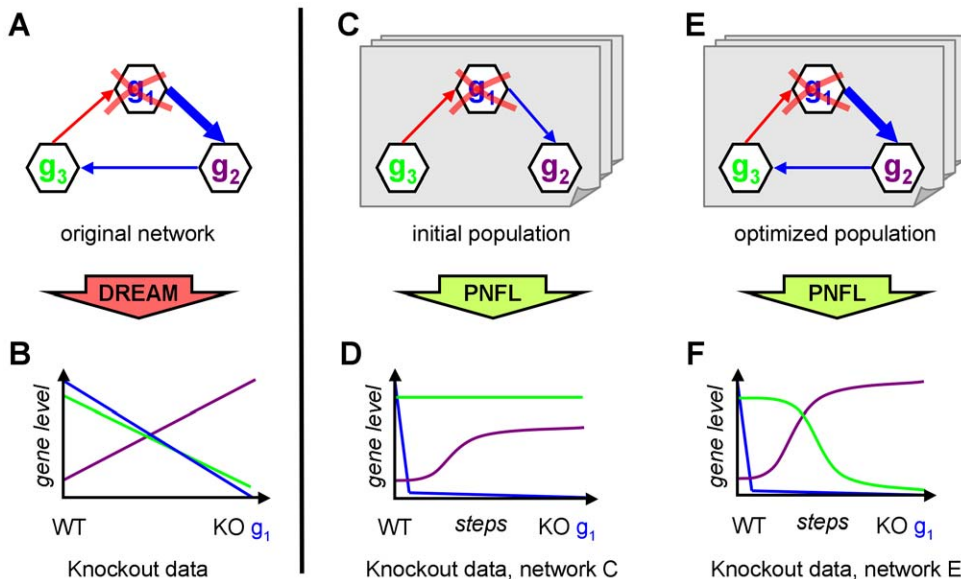 A
g1
g3
g2
original network
DREAM
B
gene level
WT
KO g1
Knockout data
C
g1
g3
g2
initial population
PNFL
D
gene level
WT
steps
KO g1
Knockout data, network C
E
g1
g3
g2
optimized population
PNFL
F
gene level
WT
steps
KO g1
Knockout data, network E